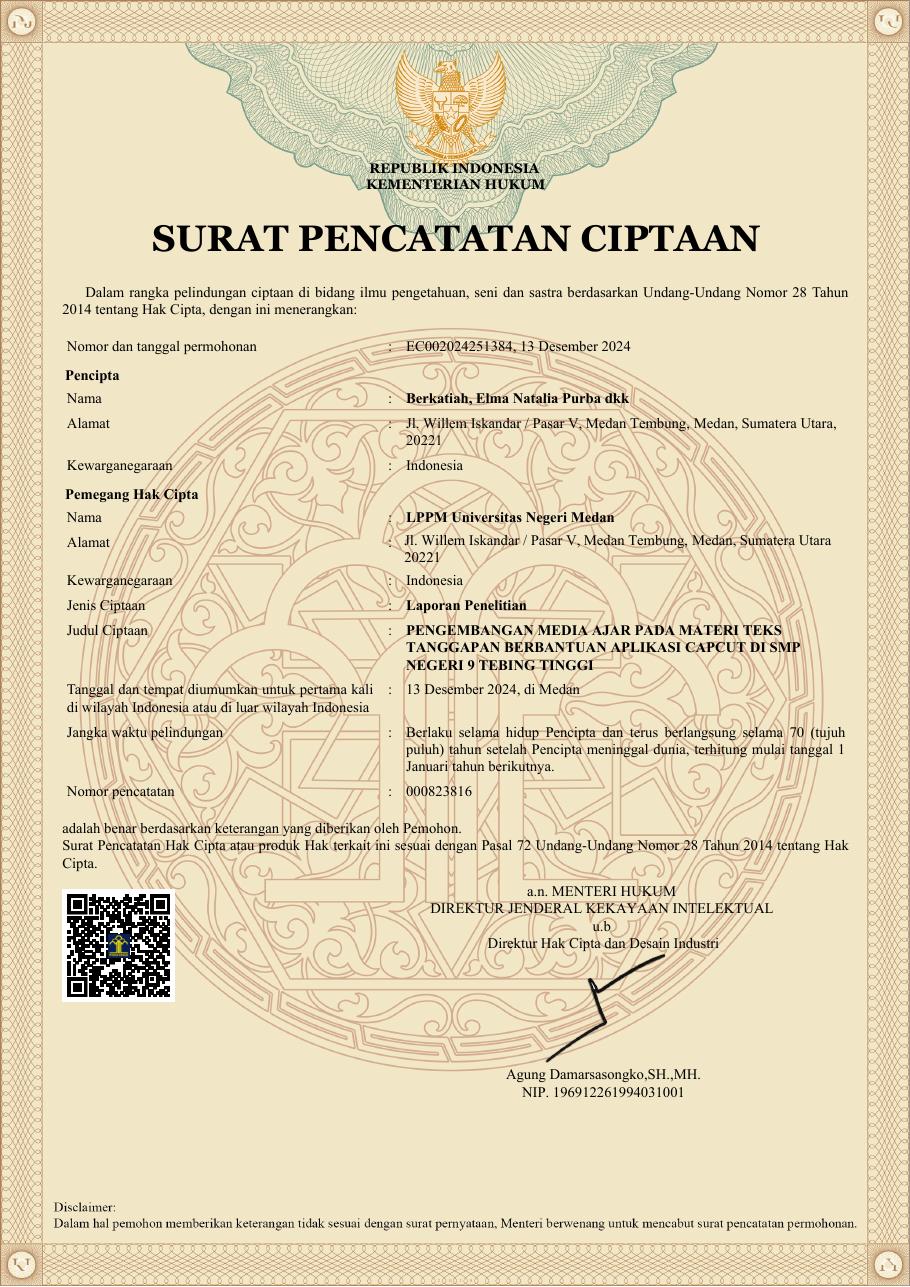 REPUBLIK INDONESIA
KEMENTERIAN HUKUM
SURAT PENCATATAN CIPTAAN
Dalam rangka pelindungan ciptaan di bidang ilmu pengetahuan, seni dan sastra berdasarkan Undang-Undang Nomor 28 Tahun
2014 tentang Hak Cipta, dengan ini menerangkan:
Nomor dan tanggal permohonan : EC002024251384, 13 Desember 2024
Pencipta
Nama : Berkatiah, Elma Natalia Purba dkk
Alamat : Jl. Willem Iskandar / Pasar V, Medan Tembung, Medan, Sumatera Utara,
20221
Kewarganegaraan : Indonesia
Pemegang Hak Cipta
Nama : LPPM Universitas Negeri Medan
Alamat : Jl. Willem Iskandar / Pasar V, Medan Tembung, Medan, Sumatera Utara
20221
Kewarganegaraan : Indonesia
Jenis Ciptaan : Laporan Penelitian
Judul Ciptaan : PENGEMBANGAN MEDIA AJAR PADA MATERI TEKS
TANGGAPAN BERBANTUAN APLIKASI CAPCUT DI SMP
NEGERI 9 TEBING TINGGI
Tanggal dan tempat diumumkan untuk pertama kali : 13 Desember 2024, di Medan
di wilayah Indonesia atau di luar wilayah Indonesia
Jangka waktu pelindungan : Berlaku selama hidup Pencipta dan terus berlangsung selama 70 (tujuh
puluh) tahun setelah Pencipta meninggal dunia, terhitung mulai tanggal 1
Januari tahun berikutnya.
Nomor pencatatan : 000823816
adalah benar berdasarkan keterangan yang diberikan oleh Pemohon.
Surat Pencatatan Hak Cipta atau produk Hak terkait ini sesuai dengan Pasal 72 Undang-Undang Nomor 28 Tahun 2014 tentang Hak
Cipta.
a.n. MENTERI HUKUM
DIREKTUR JENDERAL KEKAYAAN INTELEKTUAL
u.b
Direktur Hak Cipta dan Desain Industri
Agung Damarsasongko,SH.,MH.
NIP. 196912261994031001
Disclaimer:
Dalam hal pemohon memberikan keterangan tidak sesuai dengan surat pernyataan, Menteri berwenang untuk mencabut surat pencatatan permohonan.